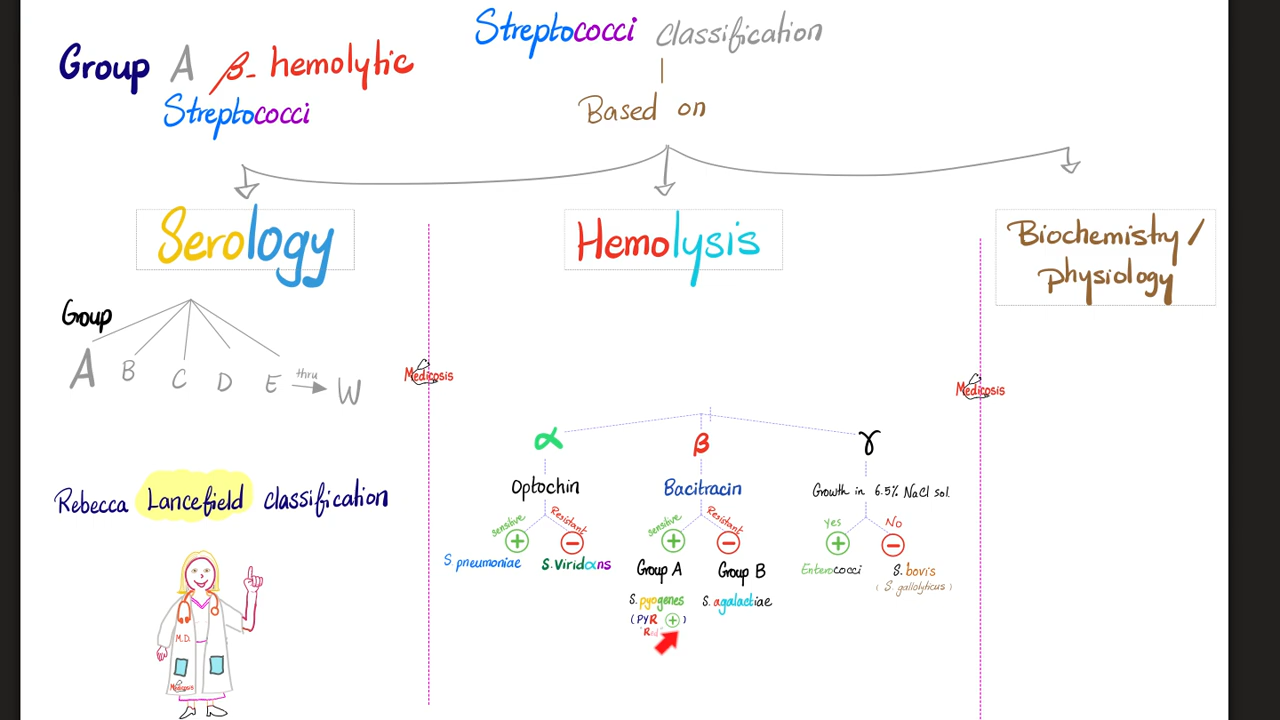 Streptococci classification
Group A β- hemolytic
Streptococci
Based on
Serology
Hemolysis
Biochemistry /
physiology
Group
A B C D E thru W
Medicosis
Medicosis
Rebecca Lancefield classification
M.D.
Medicosis
α β γ
Optochin
sensitive Resistant
+ −
S. pneumoniae S. Viridans
Bacitracin
sensitive Resistant
+ −
Group A Group B
S. pyogenes S. agalactiae
(PYR + )
"Red"
Growth in 6.5% NaCl sol.
Yes No
+ −
Enterococci S. bovis
( S. gallolyticus )